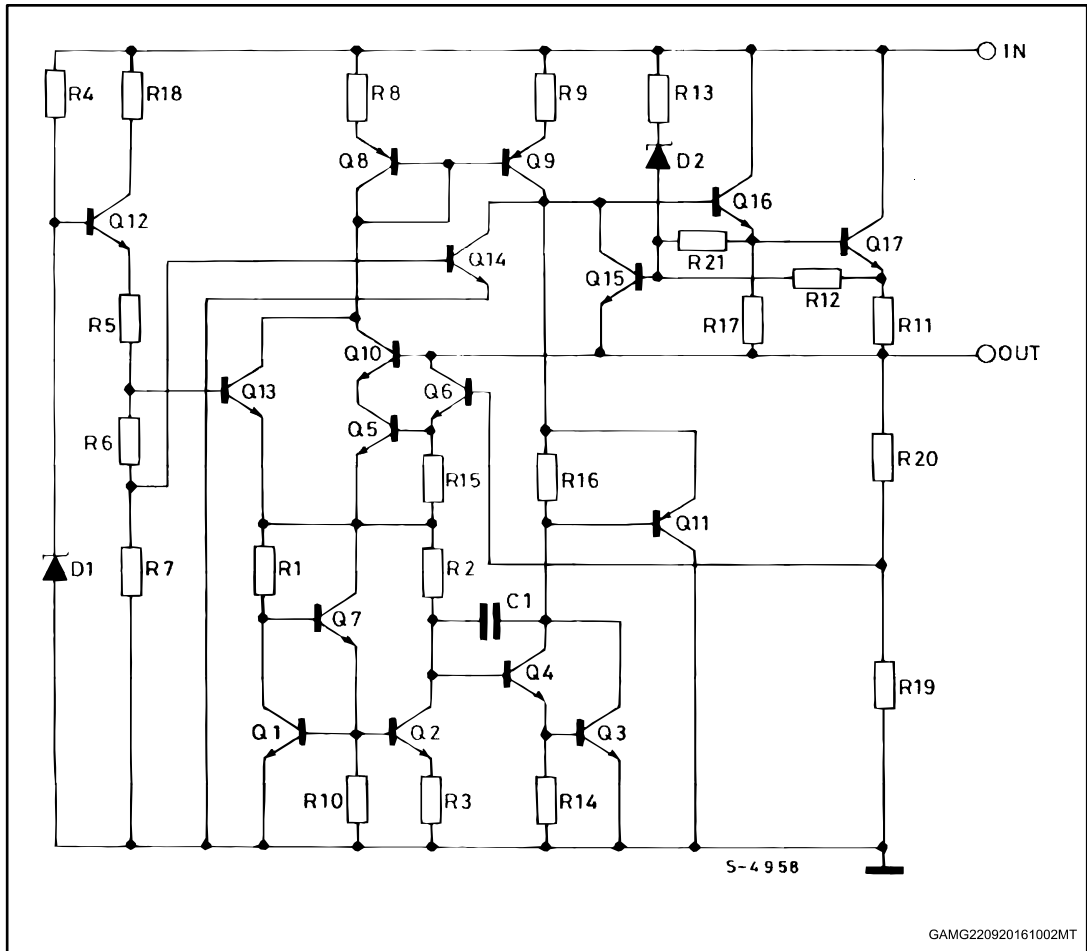 IN
R4
R18
R8
R9
R13
Q8
Q9
D2
Q12
Q16
Q14
Q17
R21
Q15
R12
R5
R17
R11
Q10
OUT
Q13
Q6
R6
Q5
R20
R15
R16
Q11
D1
R7
R1
R2
C1
Q7
Q4
R19
Q1
Q2
Q3
R10
R3
R14
S-4958
GAMG220920161002MT